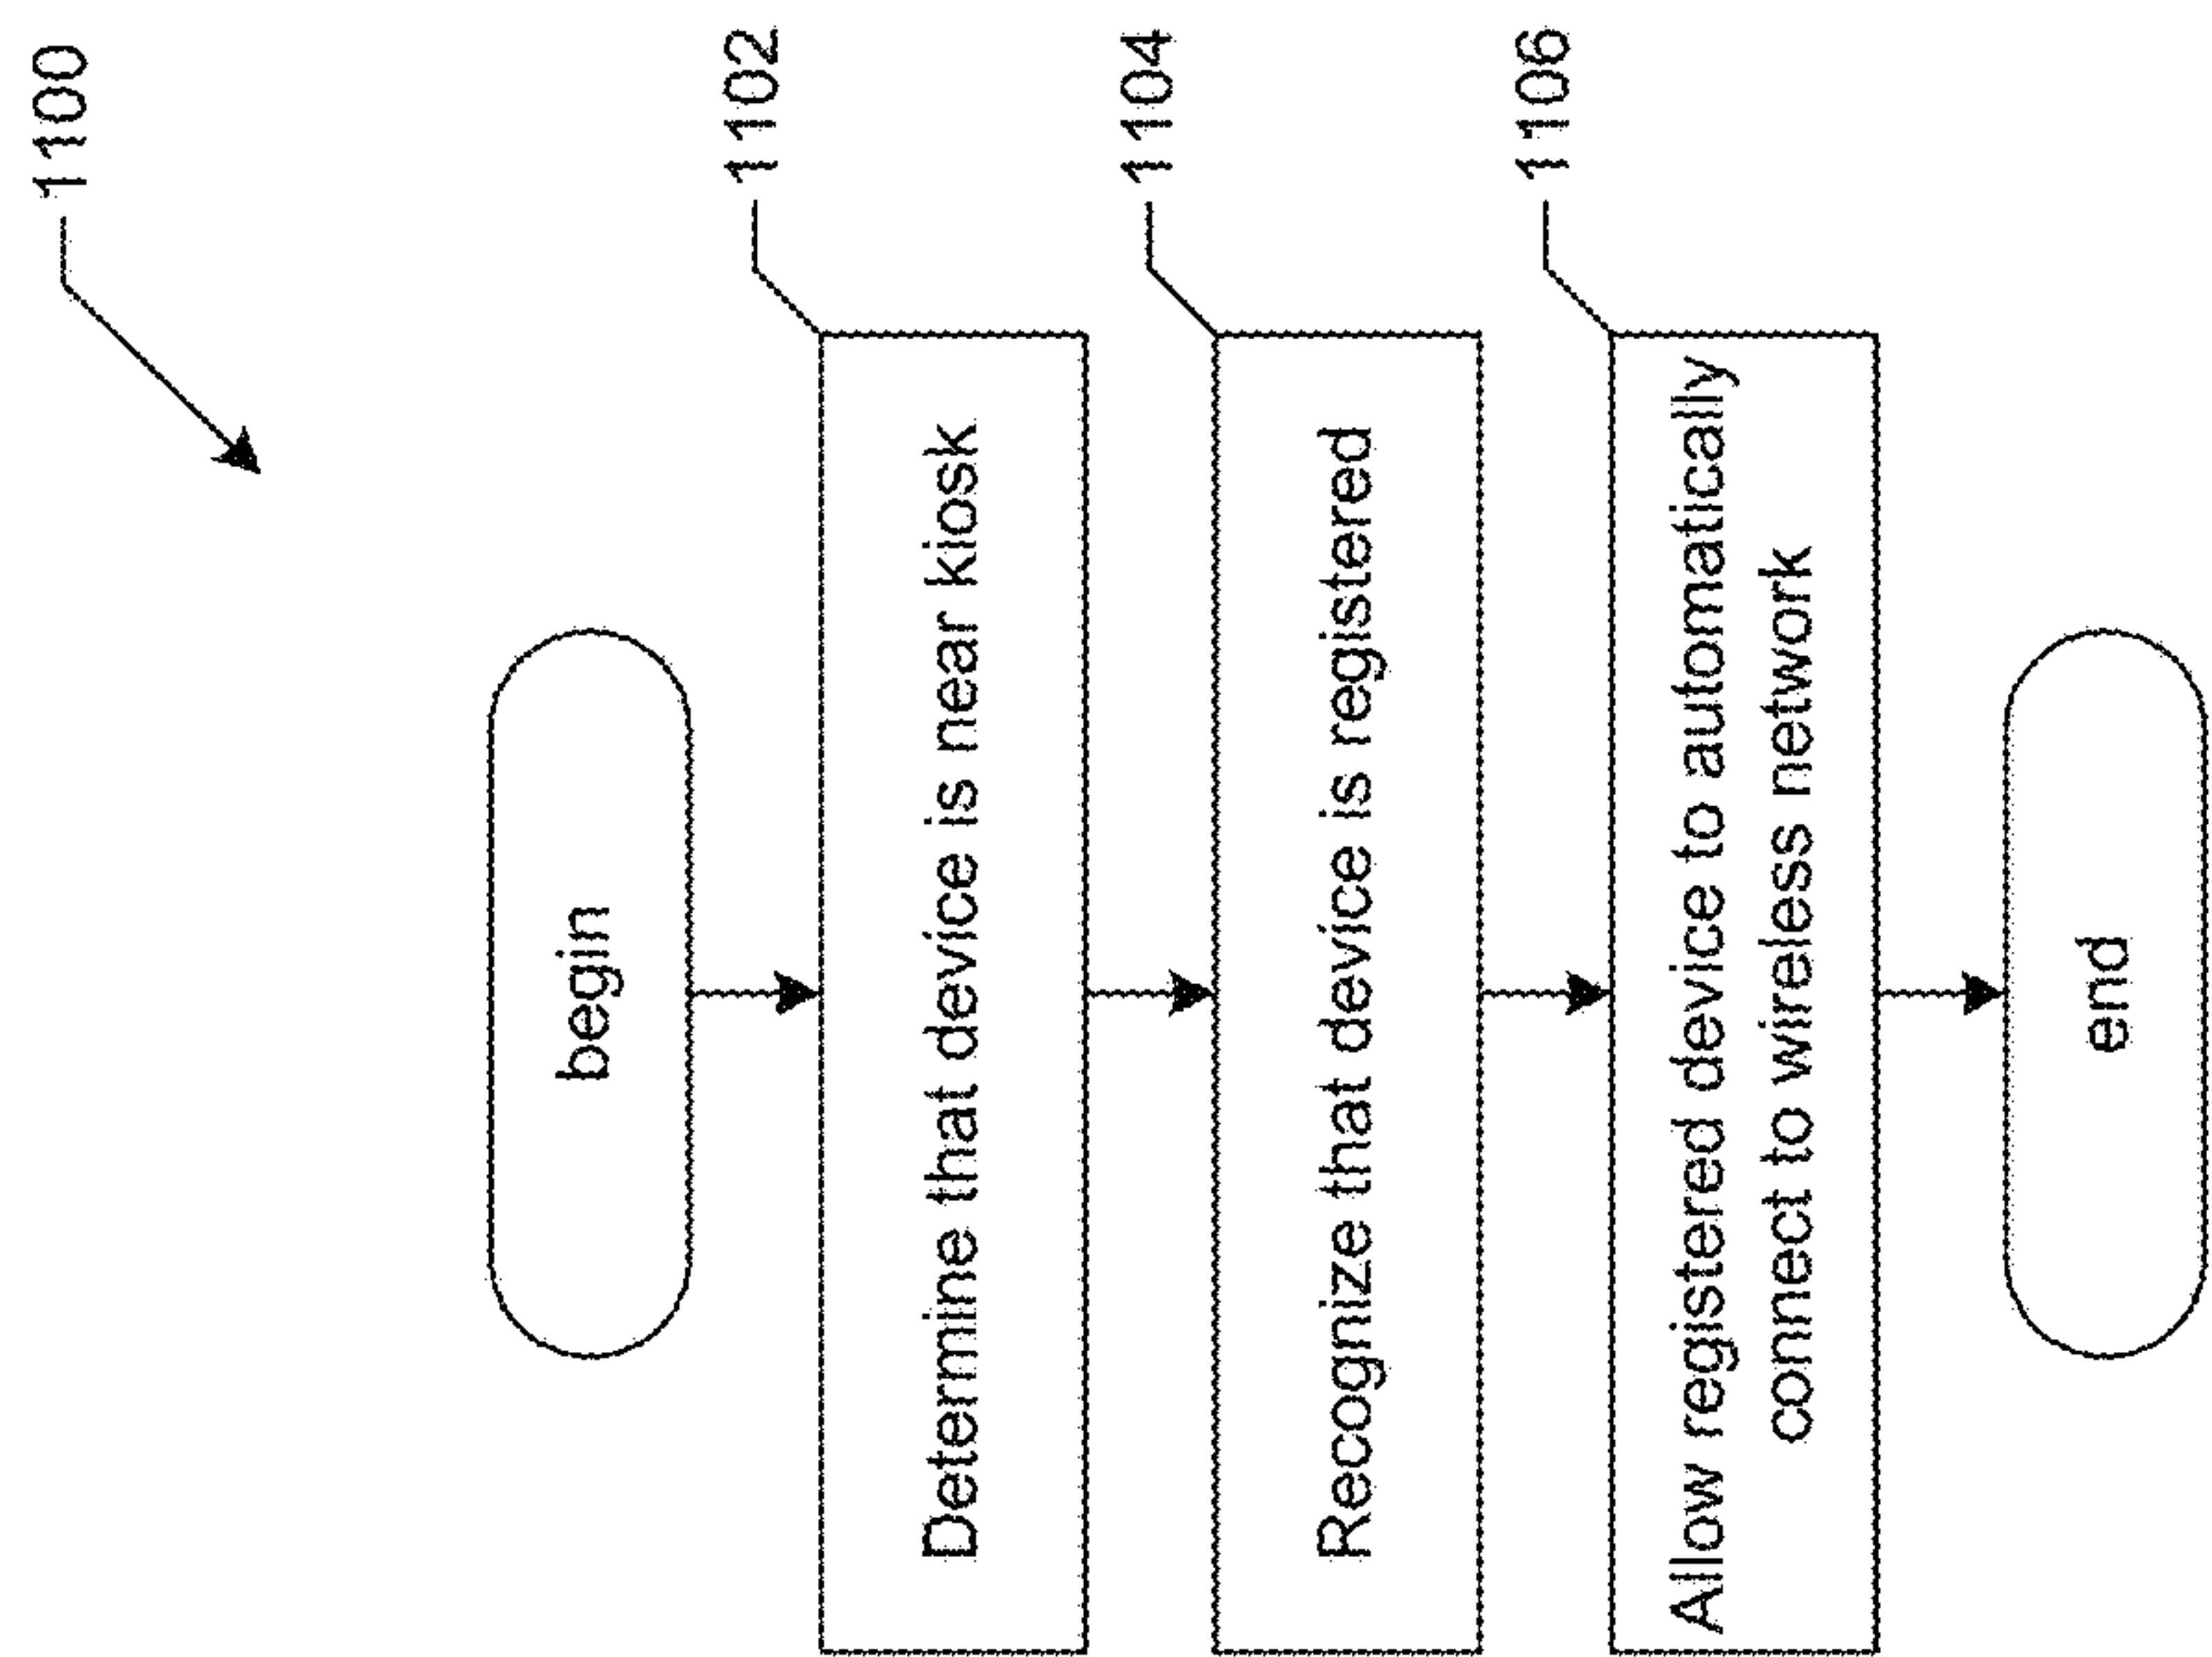 1100
begin
1102
Determine that device is near kiosk
1104
Recognize that device is registered
1106
Allow registered device to automatically
connect to wireless network
end